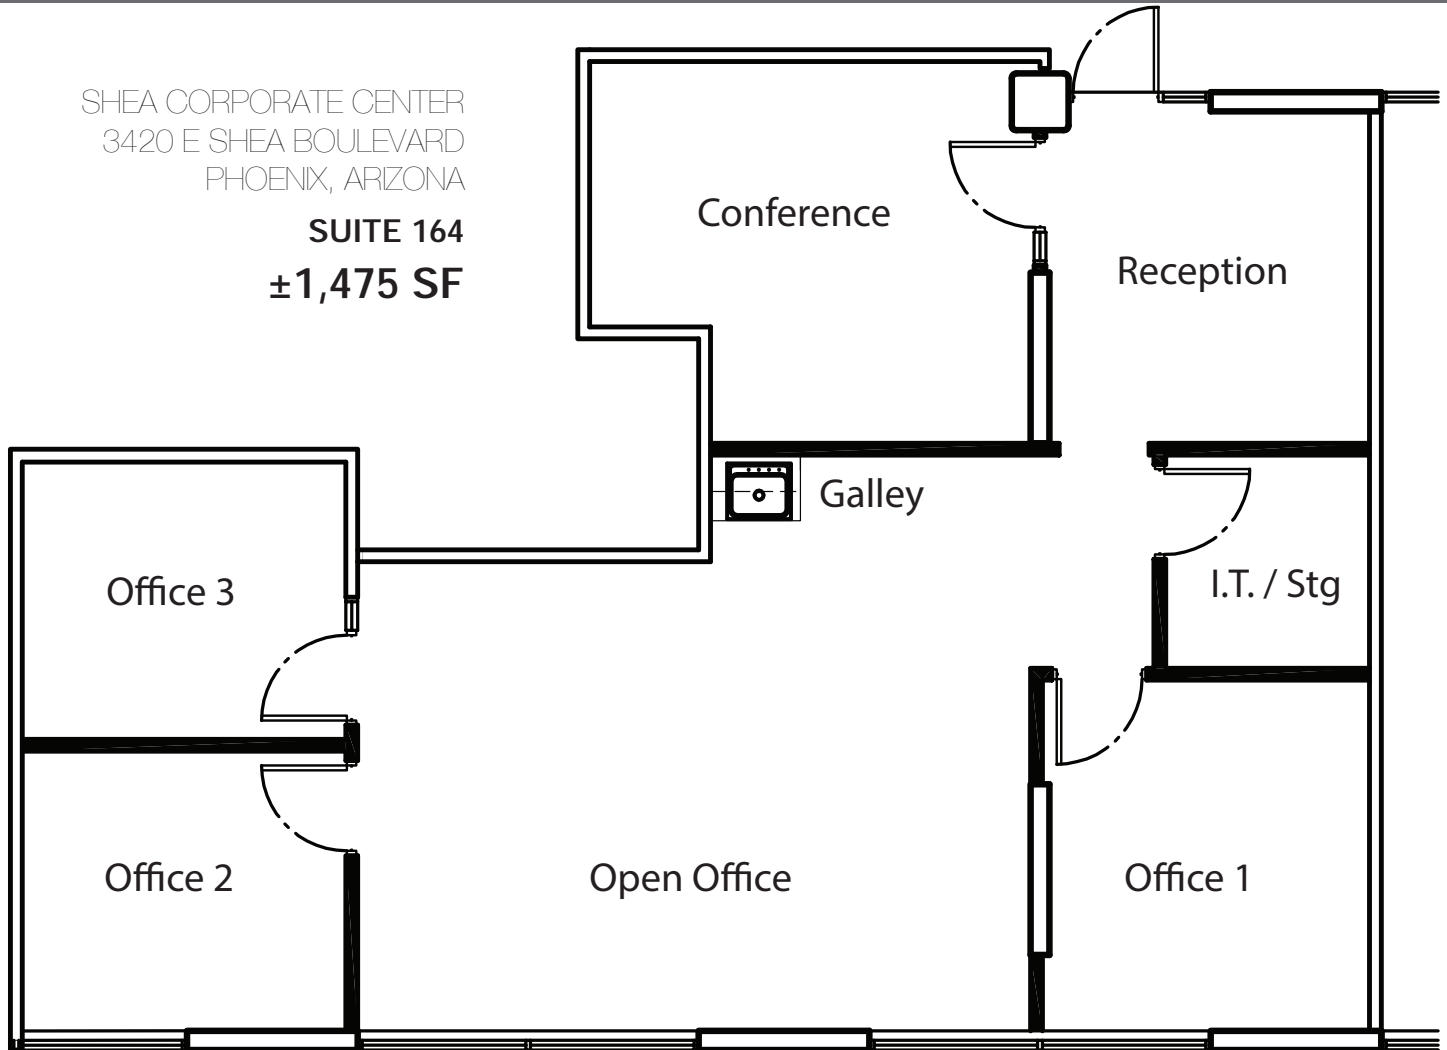 SHEA CORPORATE CENTER
3420 E SHEA BOULEVARD
PHOENIX, ARIZONA
SUITE 164
±1,475 SF
Conference
Reception
Galley
Office 3
I.T. / Stg
Office 2
Open Office
Office 1